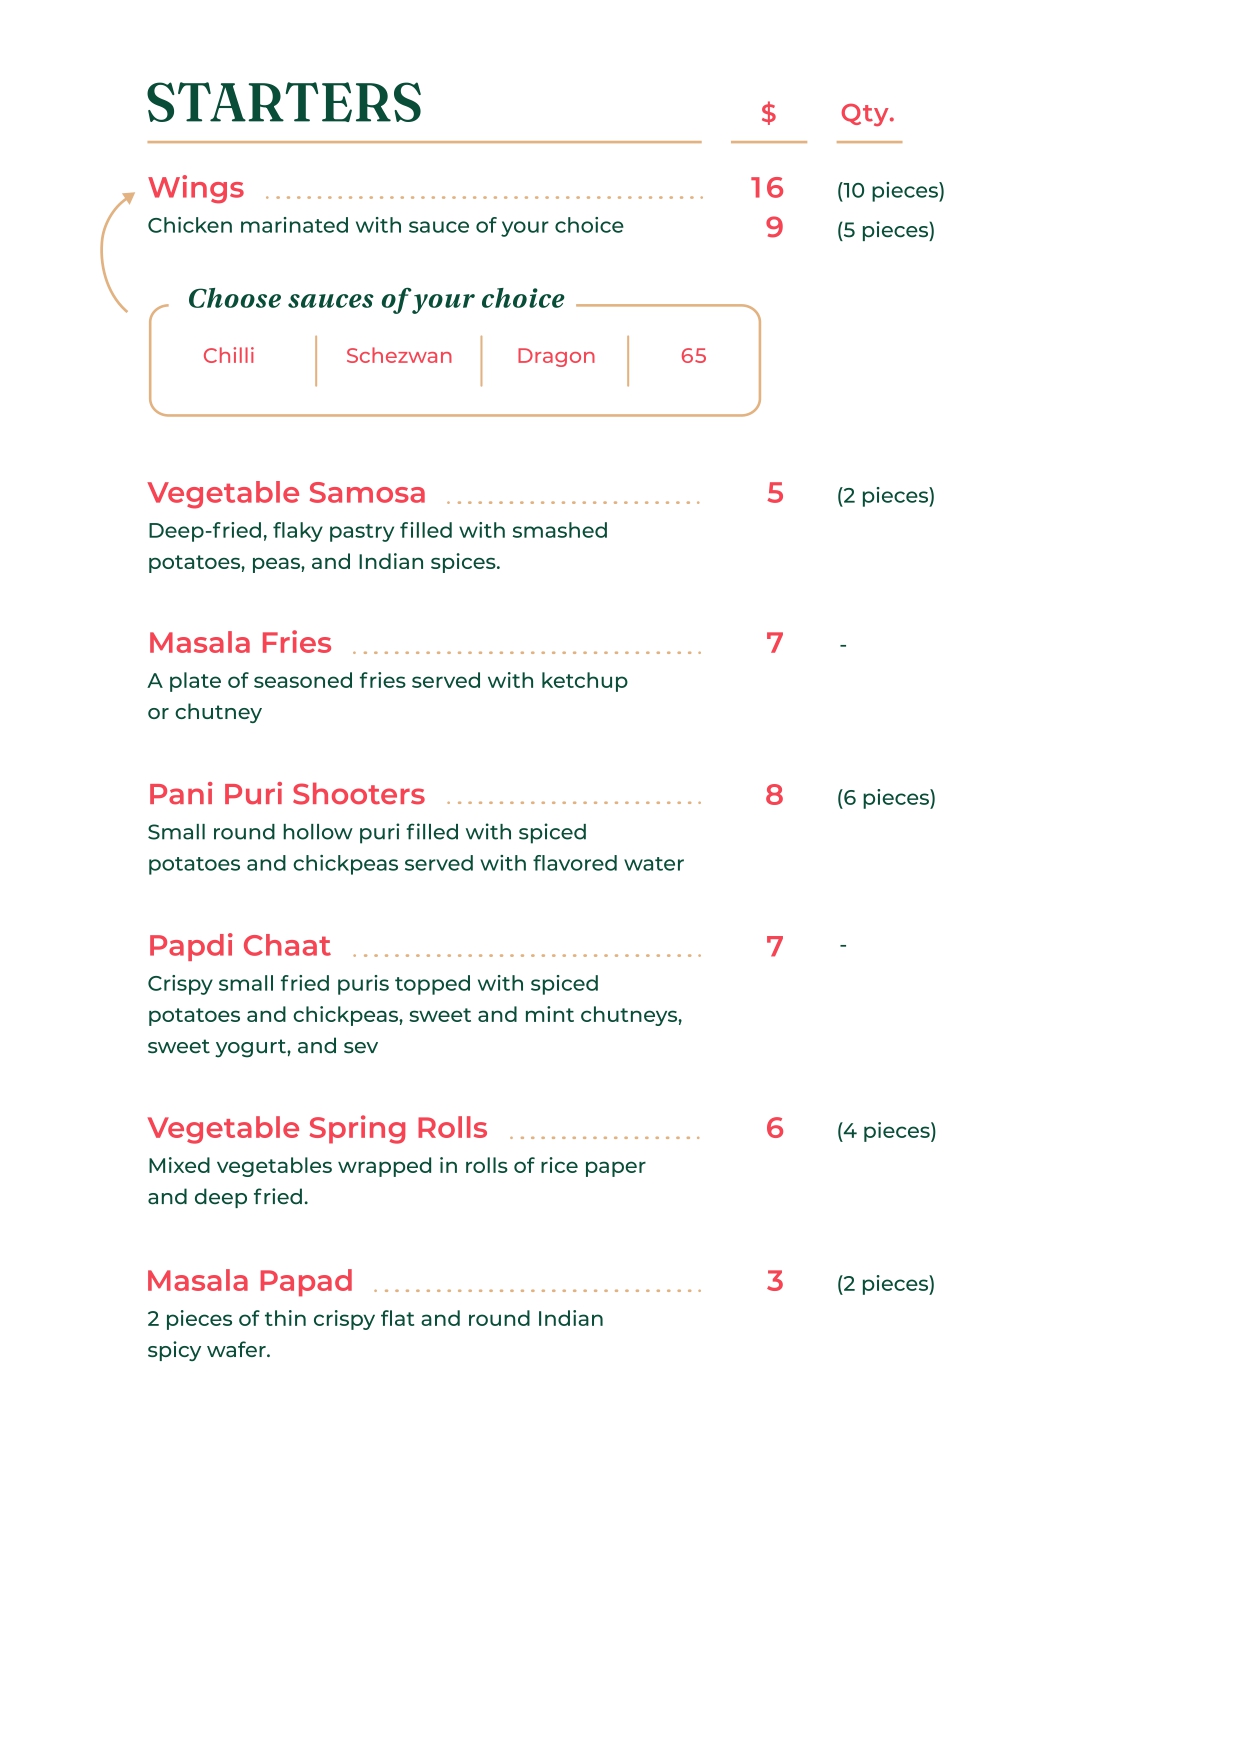 STARTERS $ Qty.
Wings 16 (10 pieces)
Chicken marinated with sauce of your choice 9 (5 pieces)
Choose sauces of your choice
Chilli Schezwan Dragon 65
Vegetable Samosa 5 (2 pieces)
Deep-fried, flaky pastry filled with smashed
potatoes, peas, and Indian spices.
Masala Fries 7 -
A plate of seasoned fries served with ketchup
or chutney
Pani Puri Shooters 8 (6 pieces)
Small round hollow puri filled with spiced
potatoes and chickpeas served with flavored water
Papdi Chaat 7 -
Crispy small fried puris topped with spiced
potatoes and chickpeas, sweet and mint chutneys,
sweet yogurt, and sev
Vegetable Spring Rolls 6 (4 pieces)
Mixed vegetables wrapped in rolls of rice paper
and deep fried.
Masala Papad 3 (2 pieces)
2 pieces of thin crispy flat and round Indian
spicy wafer.